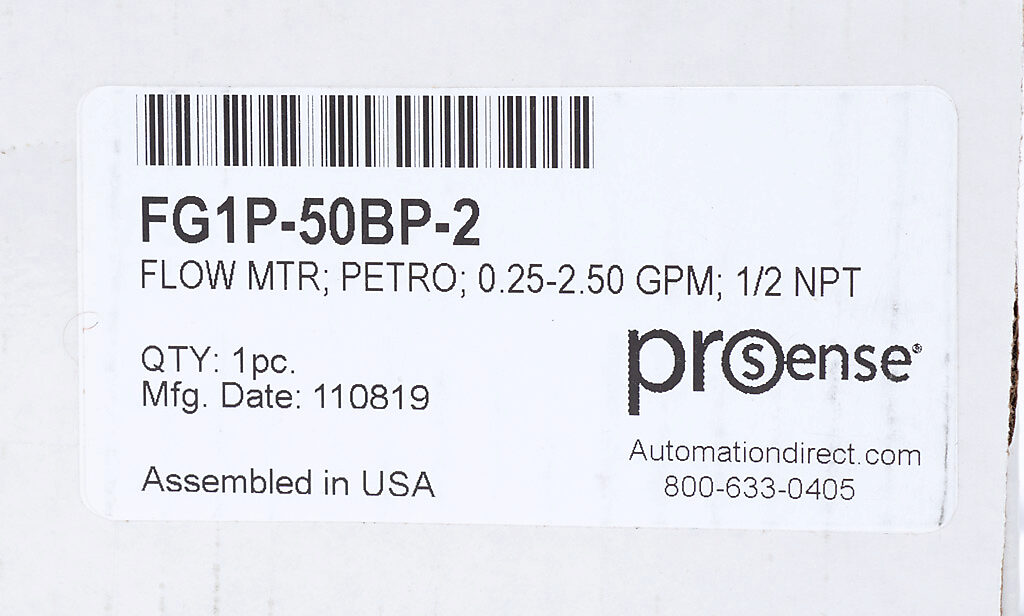 FG1P-50BP-2
FLOW MTR; PETRO; 0.25-2.50 GPM; 1/2 NPT
QTY: 1pc.
Mfg. Date: 110819
Assembled in USA
prosense®
Automationdirect.com
800-633-0405